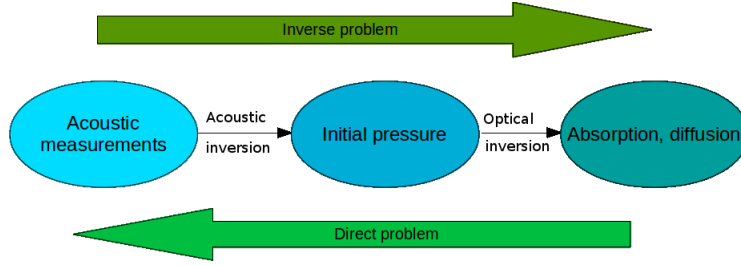 Inverse problem
Acoustic
measurements
Acoustic
inversion
Initial pressure
Optical
inversion
Absorption, diffusion
Direct problem